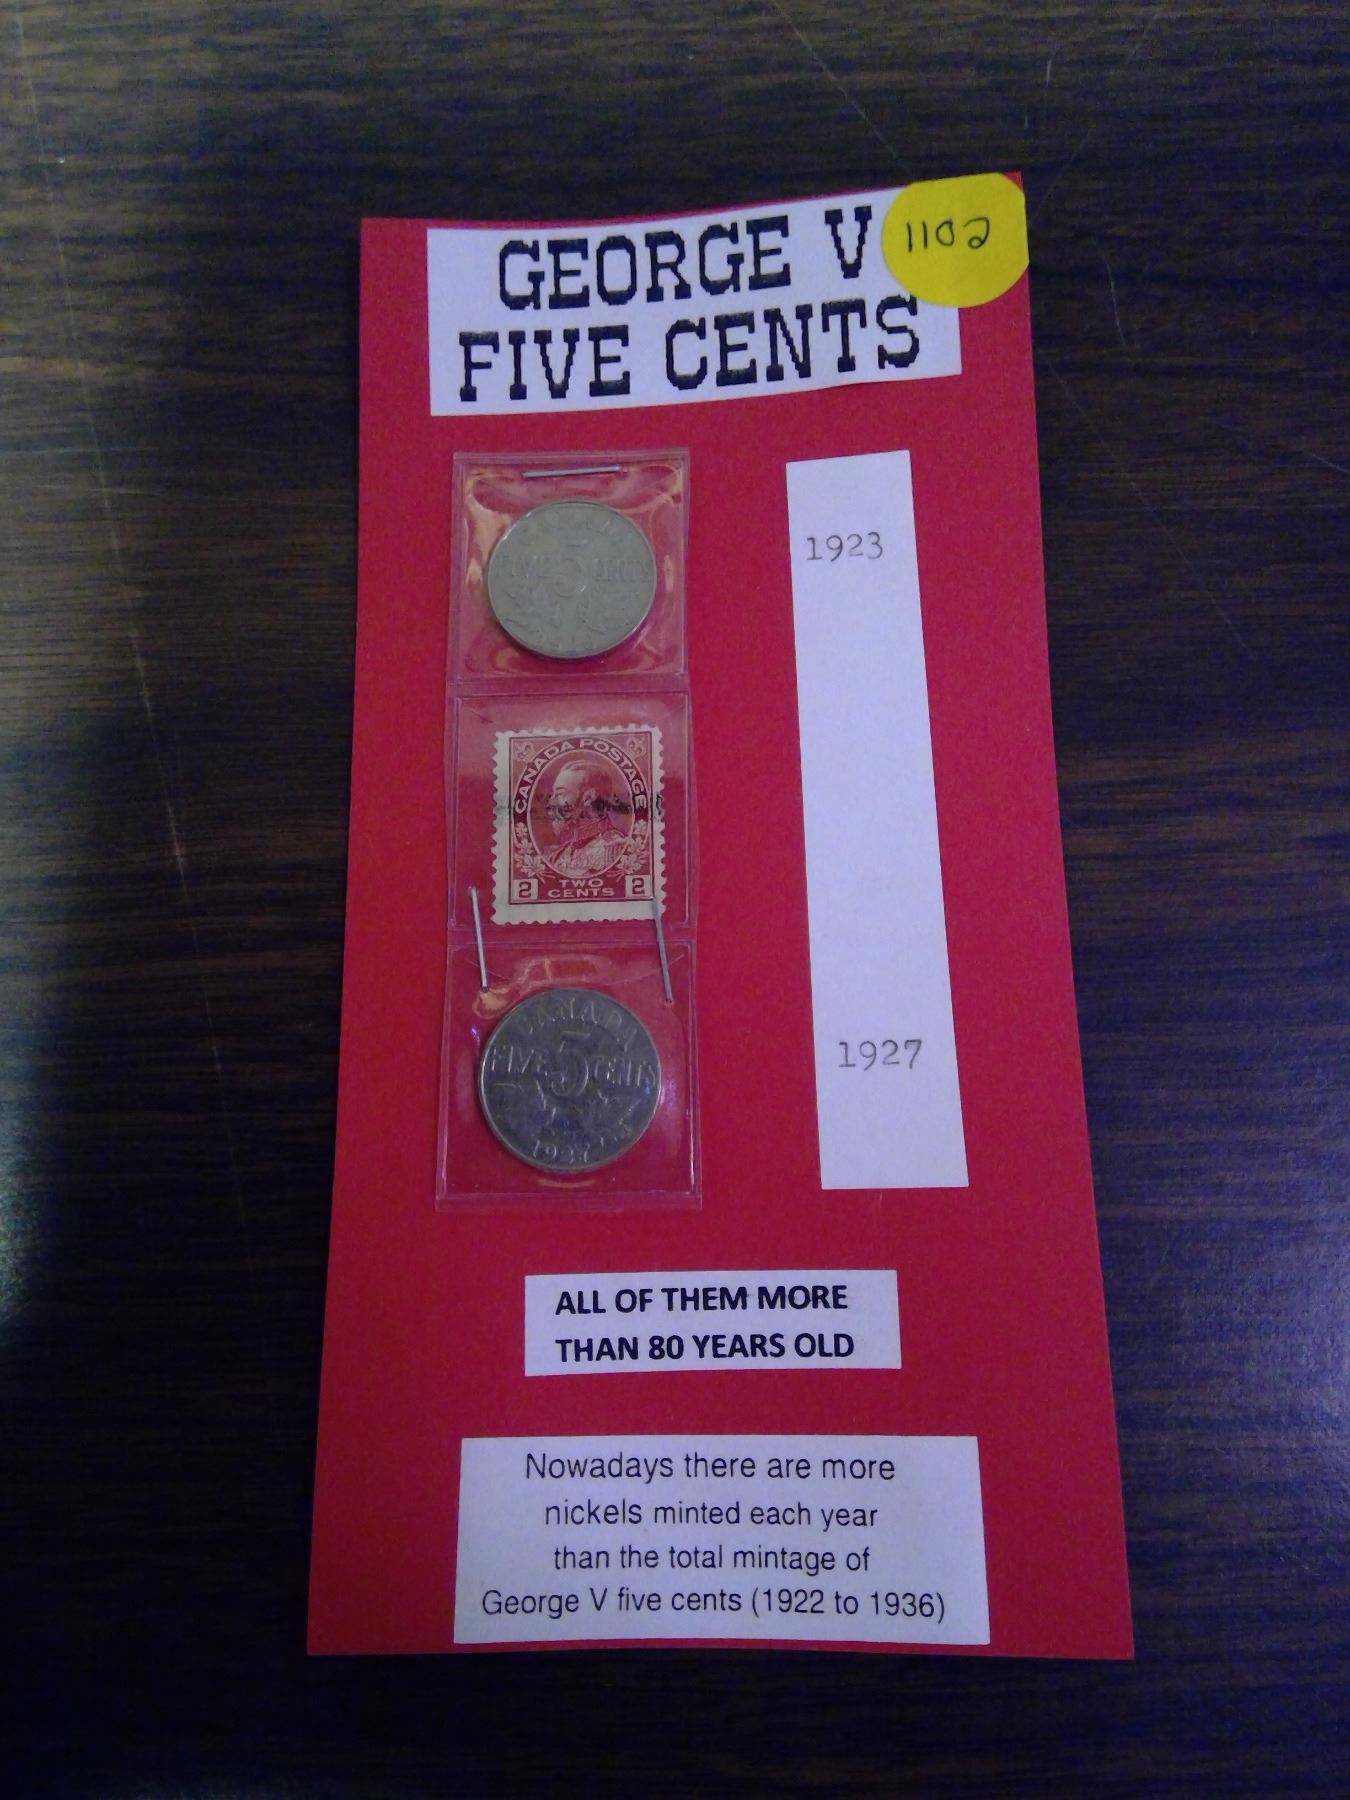 GEORGE V
1102
FIVE CENTS
FIVE 5 CENTS
1923
CANADA POSTAGE
2 TWO 2
CENTS
CANADA
FIVE 5 CENTS
1927
1927
ALL OF THEM MORE
THAN 80 YEARS OLD
Nowadays there are more
nickels minted each year
than the total mintage of
George V five cents (1922 to 1936)